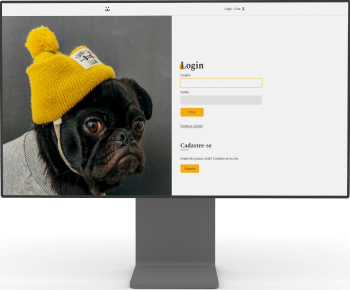 Login / Criar
Login
Usuário
Senha
Entrar
Perdeu a Senha?
Cadastre-se
Ainda não possui conta? Cadastre-se no site.
Cadastro